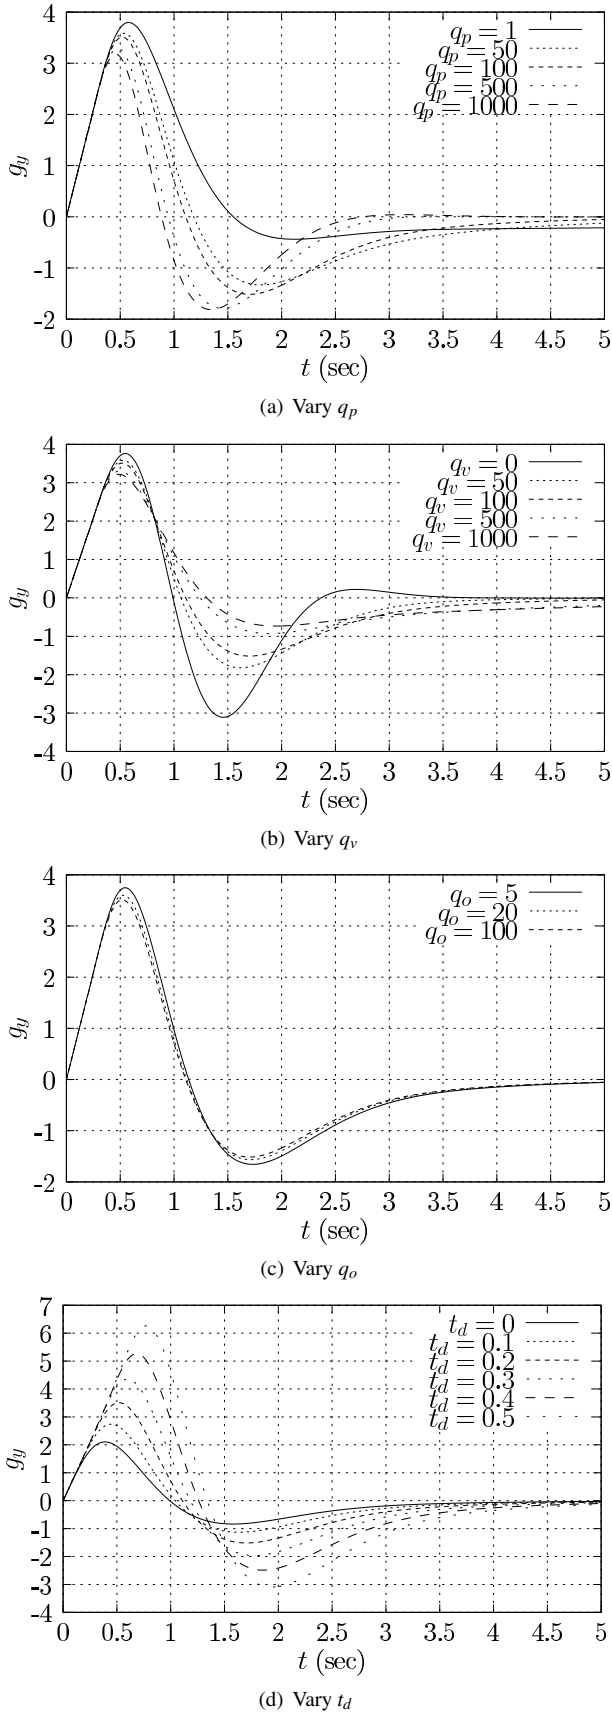 4
3
2
1
0
-1
-2
g_y
q_p = 1
q_p = 50
q_p = 100
q_p = 500
q_p = 1000
0 0.5 1 1.5 2 2.5 3 3.5 4 4.5 5
t (sec)
(a) Vary q_p
4
3
2
1
0
-1
-2
-3
-4
g_y
q_v = 0
q_v = 50
q_v = 100
q_v = 500
q_v = 1000
0 0.5 1 1.5 2 2.5 3 3.5 4 4.5 5
t (sec)
(b) Vary q_v
4
3
2
1
0
-1
-2
g_y
q_o = 5
q_o = 20
q_o = 100
0 0.5 1 1.5 2 2.5 3 3.5 4 4.5 5
t (sec)
(c) Vary q_o
7
6
5
4
3
2
1
0
-1
-2
-3
-4
g_y
t_d = 0
t_d = 0.1
t_d = 0.2
t_d = 0.3
t_d = 0.4
t_d = 0.5
0 0.5 1 1.5 2 2.5 3 3.5 4 4.5 5
t (sec)
(d) Vary t_d